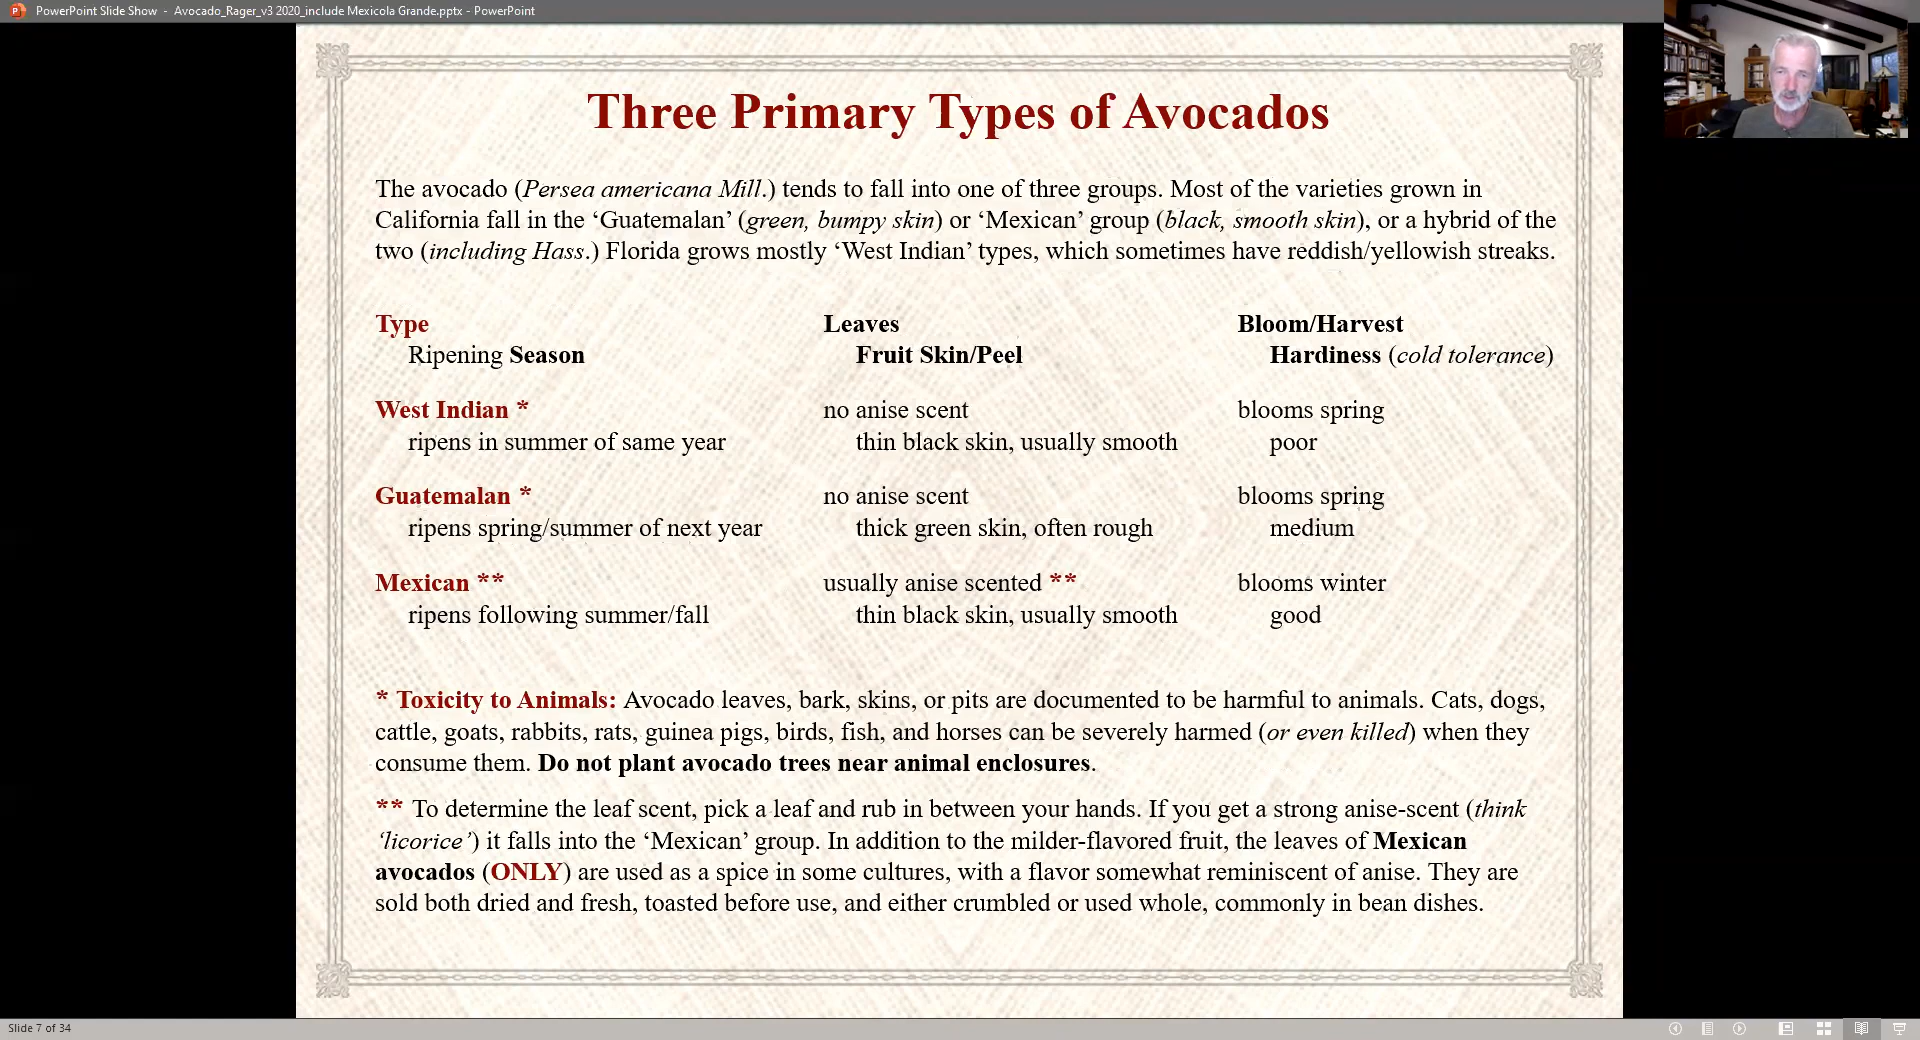 PowerPoint Slide Show - Avocado_Rager_v3 2020_include Mexicola Grande.pptx - PowerPoint
Three Primary Types of Avocados
The avocado (Persea americana Mill.) tends to fall into one of three groups. Most of the varieties grown in
California fall in the ‘Guatemalan’ (green, bumpy skin) or ‘Mexican’ group (black, smooth skin), or a hybrid of the
two (including Hass.) Florida grows mostly ‘West Indian’ types, which sometimes have reddish/yellowish streaks.
Type Leaves Bloom/Harvest
Ripening Season Fruit Skin/Peel Hardiness (cold tolerance)
West Indian * no anise scent blooms spring
ripens in summer of same year thin black skin, usually smooth poor
Guatemalan * no anise scent blooms spring
ripens spring/summer of next year thick green skin, often rough medium
Mexican ** usually anise scented ** blooms winter
ripens following summer/fall thin black skin, usually smooth good
* Toxicity to Animals: Avocado leaves, bark, skins, or pits are documented to be harmful to animals. Cats, dogs,
cattle, goats, rabbits, rats, guinea pigs, birds, fish, and horses can be severely harmed (or even killed) when they
consume them. Do not plant avocado trees near animal enclosures.
** To determine the leaf scent, pick a leaf and rub in between your hands. If you get a strong anise-scent (think
‘licorice’) it falls into the ‘Mexican’ group. In addition to the milder-flavored fruit, the leaves of Mexican
avocados (ONLY) are used as a spice in some cultures, with a flavor somewhat reminiscent of anise. They are
sold both dried and fresh, toasted before use, and either crumbled or used whole, commonly in bean dishes.
Slide 7 of 34